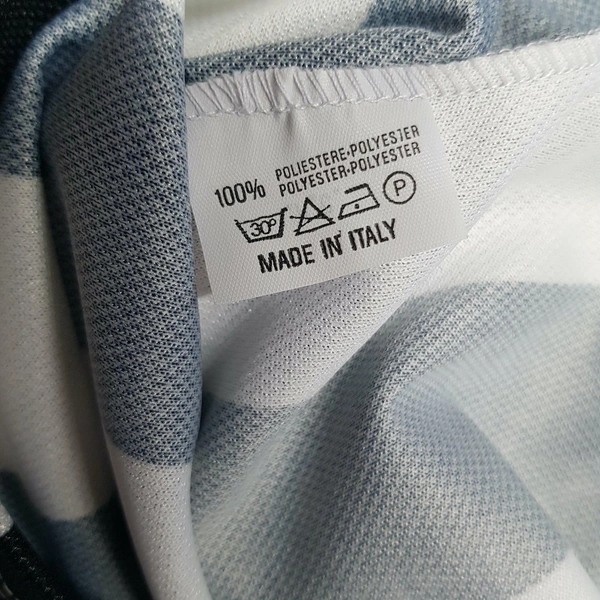 100% POLIESTERE•POLYESTER
POLYESTER•POLYESTER
30° P
MADE IN ITALY